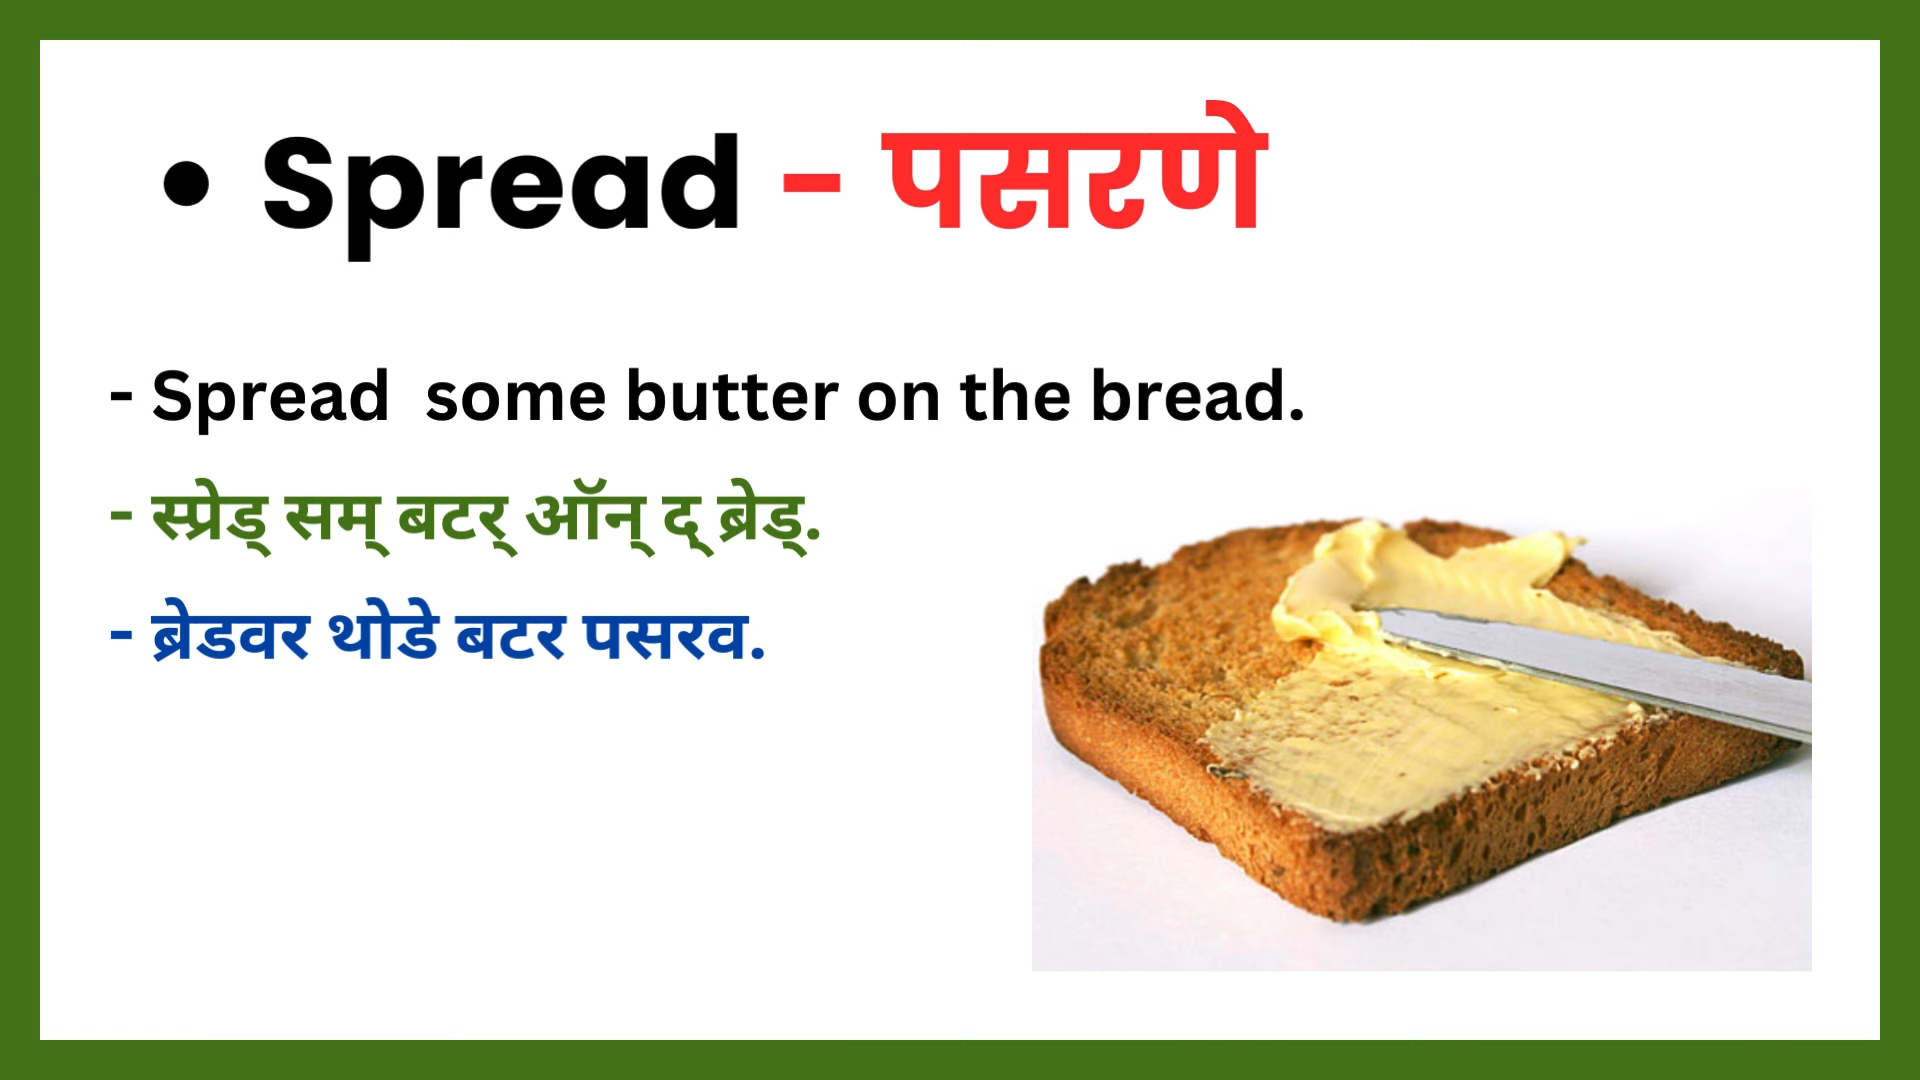 • Spread - पसरणे
- Spread some butter on the bread.
- स्प्रेड् सम् बटर् ऑन् द् ब्रेड्.
- ब्रेडवर थोडे बटर पसरव.